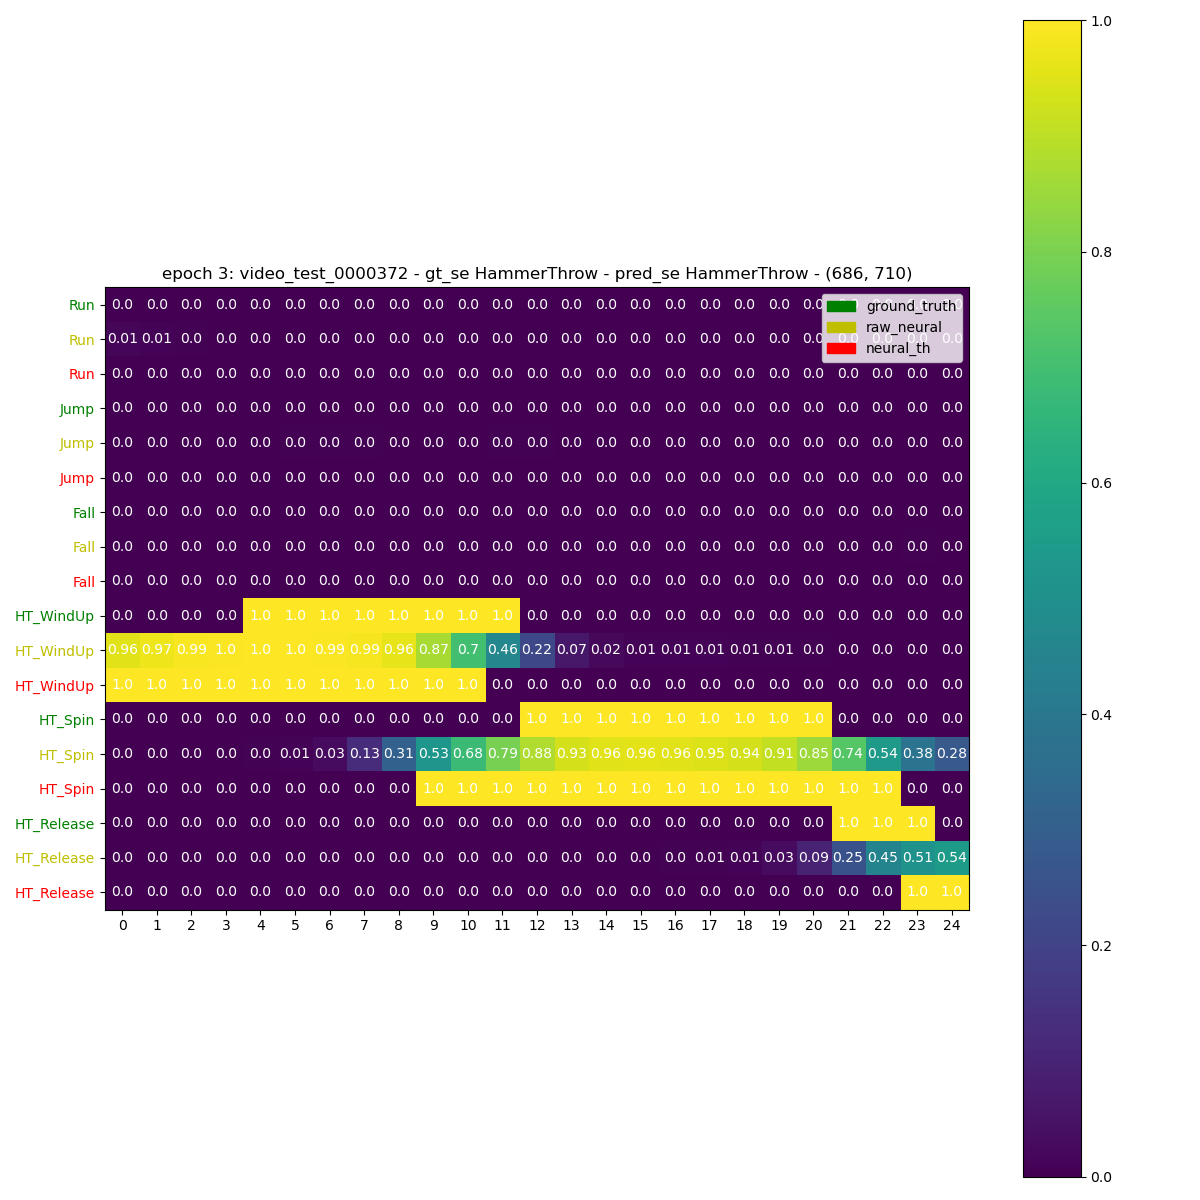 epoch 3: video_test_0000372 - gt_se HammerThrow - pred_se HammerThrow - (686, 710)
1.0
0.8
0.6
0.4
0.2
0.0
ground_truth
raw_neural
neural_th
Run 0.0 0.0 0.0 0.0 0.0 0.0 0.0 0.0 0.0 0.0 0.0 0.0 0.0 0.0 0.0 0.0 0.0 0.0 0.0 0.0 0.0
Run 0.01 0.01 0.0 0.0 0.0 0.0 0.0 0.0 0.0 0.0 0.0 0.0 0.0 0.0 0.0 0.0 0.0 0.0 0.0 0.0 0.0 0.0 0.0 0.0 0.0
Run 0.0 0.0 0.0 0.0 0.0 0.0 0.0 0.0 0.0 0.0 0.0 0.0 0.0 0.0 0.0 0.0 0.0 0.0 0.0 0.0 0.0 0.0 0.0 0.0 0.0
Jump 0.0 0.0 0.0 0.0 0.0 0.0 0.0 0.0 0.0 0.0 0.0 0.0 0.0 0.0 0.0 0.0 0.0 0.0 0.0 0.0 0.0 0.0 0.0 0.0 0.0
Jump 0.0 0.0 0.0 0.0 0.0 0.0 0.0 0.0 0.0 0.0 0.0 0.0 0.0 0.0 0.0 0.0 0.0 0.0 0.0 0.0 0.0 0.0 0.0 0.0 0.0
Jump 0.0 0.0 0.0 0.0 0.0 0.0 0.0 0.0 0.0 0.0 0.0 0.0 0.0 0.0 0.0 0.0 0.0 0.0 0.0 0.0 0.0 0.0 0.0 0.0 0.0
Fall 0.0 0.0 0.0 0.0 0.0 0.0 0.0 0.0 0.0 0.0 0.0 0.0 0.0 0.0 0.0 0.0 0.0 0.0 0.0 0.0 0.0 0.0 0.0 0.0 0.0
Fall 0.0 0.0 0.0 0.0 0.0 0.0 0.0 0.0 0.0 0.0 0.0 0.0 0.0 0.0 0.0 0.0 0.0 0.0 0.0 0.0 0.0 0.0 0.0 0.0 0.0
Fall 0.0 0.0 0.0 0.0 0.0 0.0 0.0 0.0 0.0 0.0 0.0 0.0 0.0 0.0 0.0 0.0 0.0 0.0 0.0 0.0 0.0 0.0 0.0 0.0 0.0
HT_WindUp 0.0 0.0 0.0 0.0 1.0 1.0 1.0 1.0 1.0 1.0 1.0 1.0 0.0 0.0 0.0 0.0 0.0 0.0 0.0 0.0 0.0 0.0 0.0 0.0 0.0
HT_WindUp 0.96 0.97 0.99 1.0 1.0 1.0 0.99 0.99 0.96 0.87 0.7 0.46 0.22 0.07 0.02 0.01 0.01 0.01 0.01 0.01 0.0 0.0 0.0 0.0 0.0
HT_WindUp 1.0 1.0 1.0 1.0 1.0 1.0 1.0 1.0 1.0 1.0 1.0 0.0 0.0 0.0 0.0 0.0 0.0 0.0 0.0 0.0 0.0 0.0 0.0 0.0 0.0
HT_Spin 0.0 0.0 0.0 0.0 0.0 0.0 0.0 0.0 0.0 0.0 0.0 0.0 1.0 1.0 1.0 1.0 1.0 1.0 1.0 1.0 1.0 0.0 0.0 0.0 0.0
HT_Spin 0.0 0.0 0.0 0.0 0.0 0.01 0.03 0.13 0.31 0.53 0.68 0.79 0.88 0.93 0.96 0.96 0.96 0.95 0.94 0.91 0.85 0.74 0.54 0.38 0.28
HT_Spin 0.0 0.0 0.0 0.0 0.0 0.0 0.0 0.0 0.0 1.0 1.0 1.0 1.0 1.0 1.0 1.0 1.0 1.0 1.0 1.0 1.0 1.0 1.0 0.0 0.0
HT_Release 0.0 0.0 0.0 0.0 0.0 0.0 0.0 0.0 0.0 0.0 0.0 0.0 0.0 0.0 0.0 0.0 0.0 0.0 0.0 0.0 0.0 1.0 1.0 1.0 0.0
HT_Release 0.0 0.0 0.0 0.0 0.0 0.0 0.0 0.0 0.0 0.0 0.0 0.0 0.0 0.0 0.0 0.0 0.0 0.01 0.01 0.03 0.09 0.25 0.45 0.51 0.54
HT_Release 0.0 0.0 0.0 0.0 0.0 0.0 0.0 0.0 0.0 0.0 0.0 0.0 0.0 0.0 0.0 0.0 0.0 0.0 0.0 0.0 0.0 0.0 0.0 1.0 1.0
0 1 2 3 4 5 6 7 8 9 10 11 12 13 14 15 16 17 18 19 20 21 22 23 24